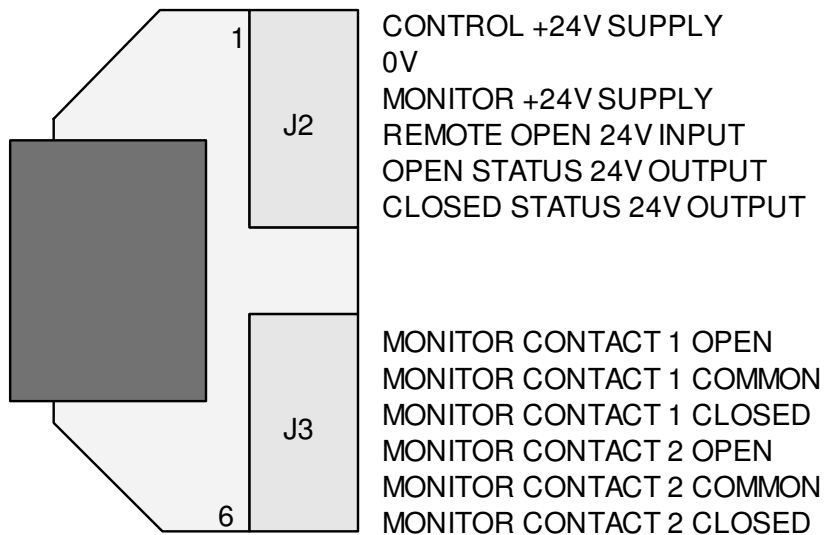 1
J2
CONTROL +24V SUPPLY
0V
MONITOR +24V SUPPLY
REMOTE OPEN 24V INPUT
OPEN STATUS 24V OUTPUT
CLOSED STATUS 24V OUTPUT
J3
6
MONITOR CONTACT 1 OPEN
MONITOR CONTACT 1 COMMON
MONITOR CONTACT 1 CLOSED
MONITOR CONTACT 2 OPEN
MONITOR CONTACT 2 COMMON
MONITOR CONTACT 2 CLOSED